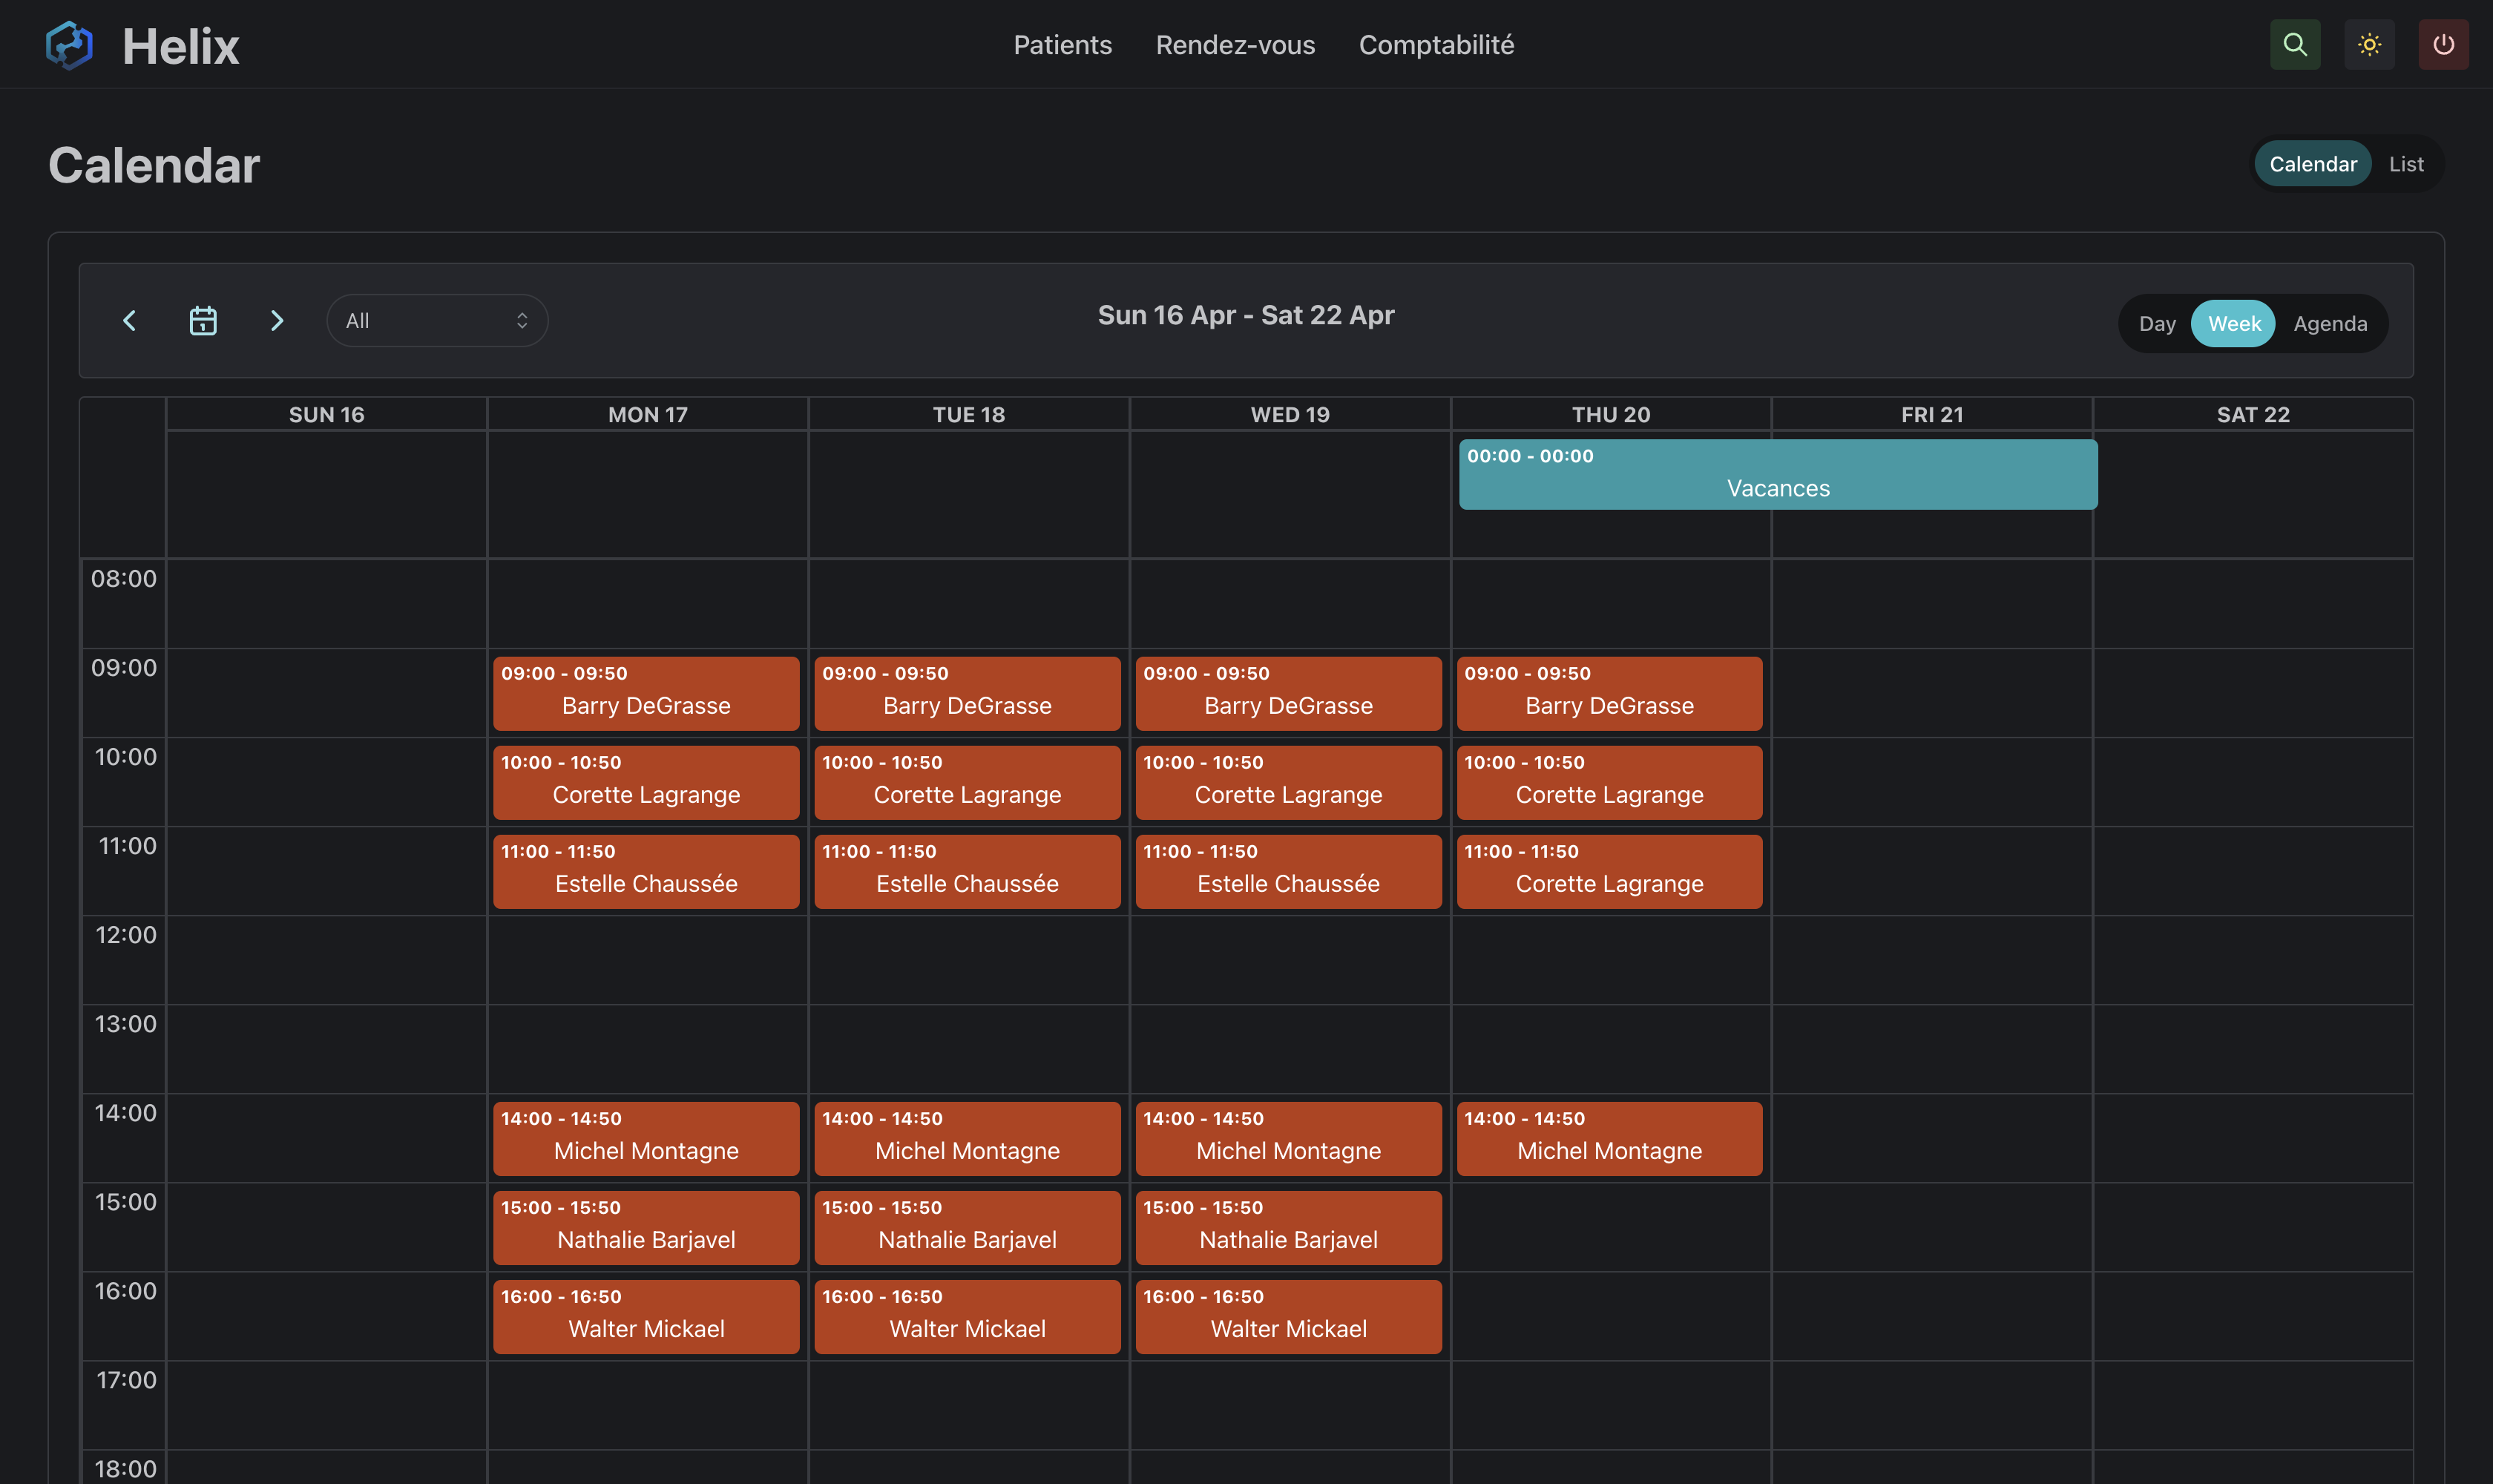 Helix
Patients Rendez-vous Comptabilité
Calendar
Calendar List
All
Sun 16 Apr - Sat 22 Apr
Day Week Agenda
SUN 16 MON 17 TUE 18 WED 19 THU 20 FRI 21 SAT 22
00:00 - 00:00
Vacances
08:00
09:00
09:00 - 09:50 09:00 - 09:50 09:00 - 09:50 09:00 - 09:50
Barry DeGrasse Barry DeGrasse Barry DeGrasse Barry DeGrasse
10:00
10:00 - 10:50 10:00 - 10:50 10:00 - 10:50 10:00 - 10:50
Corette Lagrange Corette Lagrange Corette Lagrange Corette Lagrange
11:00
11:00 - 11:50 11:00 - 11:50 11:00 - 11:50 11:00 - 11:50
Estelle Chaussée Estelle Chaussée Estelle Chaussée Corette Lagrange
12:00
13:00
14:00
14:00 - 14:50 14:00 - 14:50 14:00 - 14:50 14:00 - 14:50
Michel Montagne Michel Montagne Michel Montagne Michel Montagne
15:00
15:00 - 15:50 15:00 - 15:50 15:00 - 15:50
Nathalie Barjavel Nathalie Barjavel Nathalie Barjavel
16:00
16:00 - 16:50 16:00 - 16:50 16:00 - 16:50
Walter Mickael Walter Mickael Walter Mickael
17:00
18:00